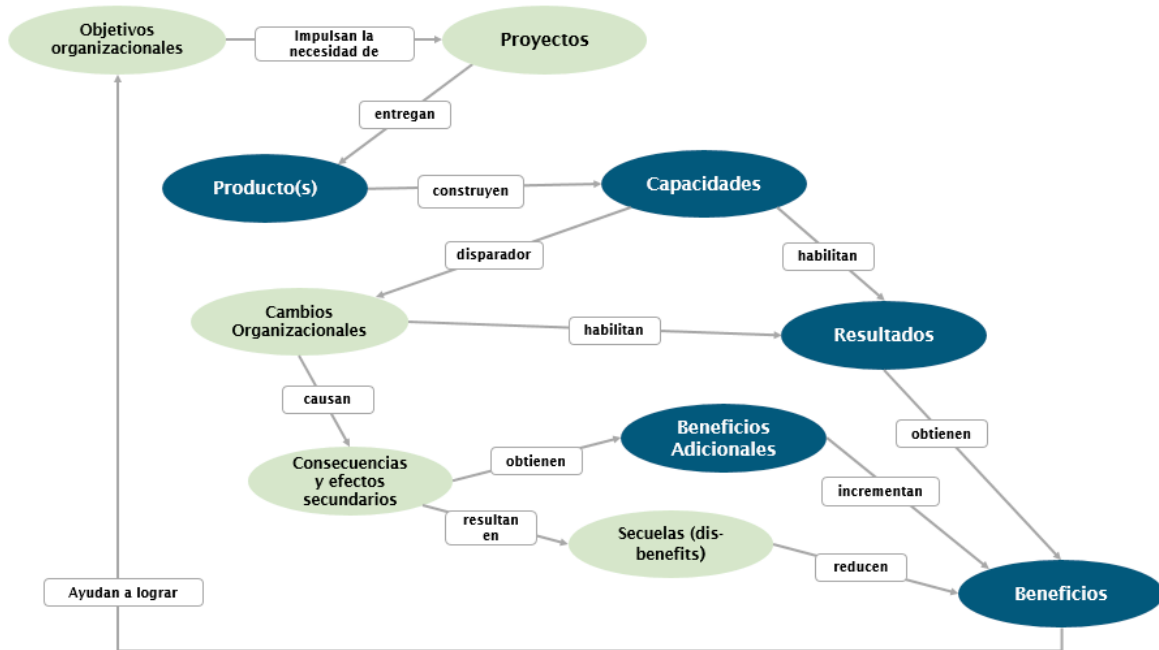 Objetivos
organizacionales
Impulsan la
necesidad de
Proyectos
entregan
Producto(s)
construyen
Capacidades
disparador
habilitan
Cambios
Organizacionales
habilitan
Resultados
causan
Beneficios
Adicionales
obtienen
Consecuencias
y efectos
secundarios
obtienen
incrementan
resultan
en
Secuelas (dis-
benefits)
reducen
Beneficios
Ayudan a lograr